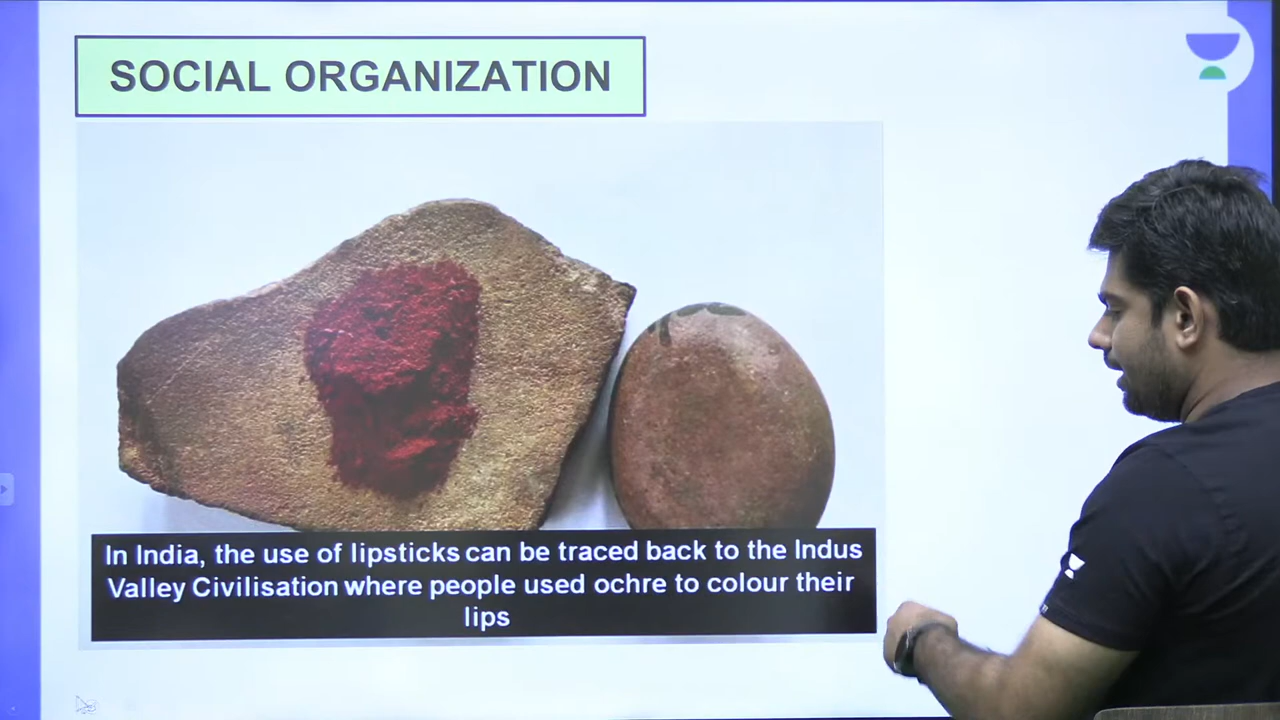 SOCIAL ORGANIZATION
In India, the use of lipsticks can be traced back to the Indus
Valley Civilisation where people used ochre to colour their
lips